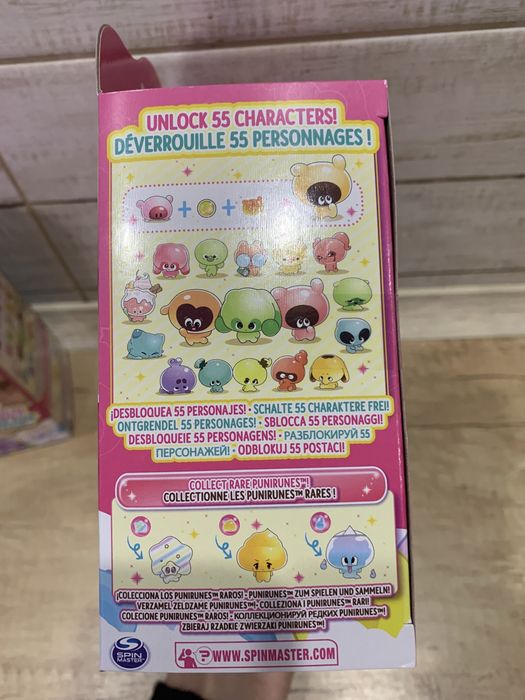 UNLOCK 55 CHARACTERS!
DÉVERROUILLE 55 PERSONNAGES !
¡DESBLOQUEA 55 PERSONAJES! • SCHALTE 55 CHARAKTERE FREI!
ONTGRENDEL 55 PERSONAGES! • SBLOCCA 55 PERSONAGGI!
DESBLOQUEIE 55 PERSONAGENS! • РАЗБЛОКИРУЙ 55
ПЕРСОНАЖЕЙ! • ODBLOKUJ 55 POSTACI!
COLLECT RARE PUNIRUNES™!
COLLECTIONNE LES PUNIRUNES™ RARES !
¡COLECCIONA LOS PUNIRUNES™ RAROS! • PUNIRUNES™ ZUM SPIELEN UND SAMMELN!
VERZAMEL ZELDZAME PUNIRUNES™! • COLLEZIONA I PUNIRUNES™ RARI!
COLECIONE PUNIRUNES™ RAROS! • КОЛЛЕКЦИОНИРУЙ РЕДКИХ PUNIRUNES™!
ZBIERAJ RZADKIE ZWIERZAKI PUNIRUNES™!
SPIN
MASTER™
WWW.SPINMASTER.COM